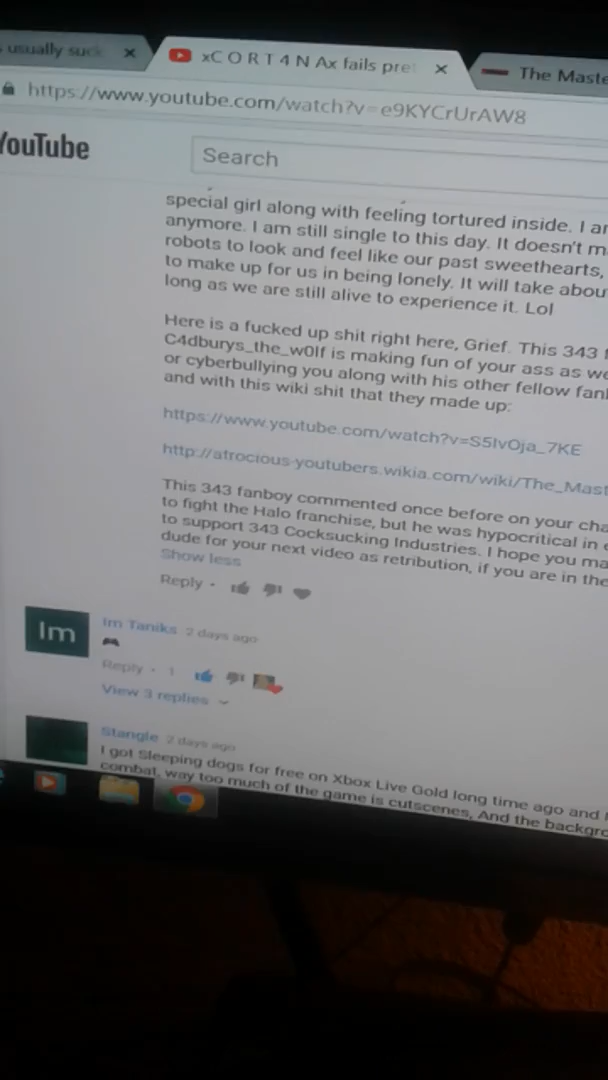 usually suck
xC O R T 4 N Ax fails pre
The Maste
https://www.youtube.com/watch?v=e9KYCrUrAW8
YouTube
Search
special girl along with feeling tortured inside. I
anymore. I am still single to this day. It doesn't
robots to look and feel like our past sweethearts,
to make up for us in being lonely. It will take abou
long as we are still alive to experience it. Lol
Here is a fucked up shit right here, Grief. This 343
C4dburys_the_w0lf is making fun of your ass as we
or cyberbullying you along with his other fellow fanb
and with this wiki shit that they made up:
https://www.youtube.com/watch?v=S5IvOja_7KE
http://atrocious-youtubers.wikia.com/wiki/The_Mast
This 343 fanboy commented once before on your cha
to fight the Halo franchise, but he was hypocritical in
to support 343 Cocksucking Industries. I hope you ma
dude for your next video as retribution, if you are in the
Show less
Reply
Im
Im Taniks 2 days ago
Reply 1
View 3 replies
Stangle 2 days ago
I got Sleeping dogs for free on Xbox Live Gold long time ago and
combat, way too much of the game is cutscenes, And the backgro